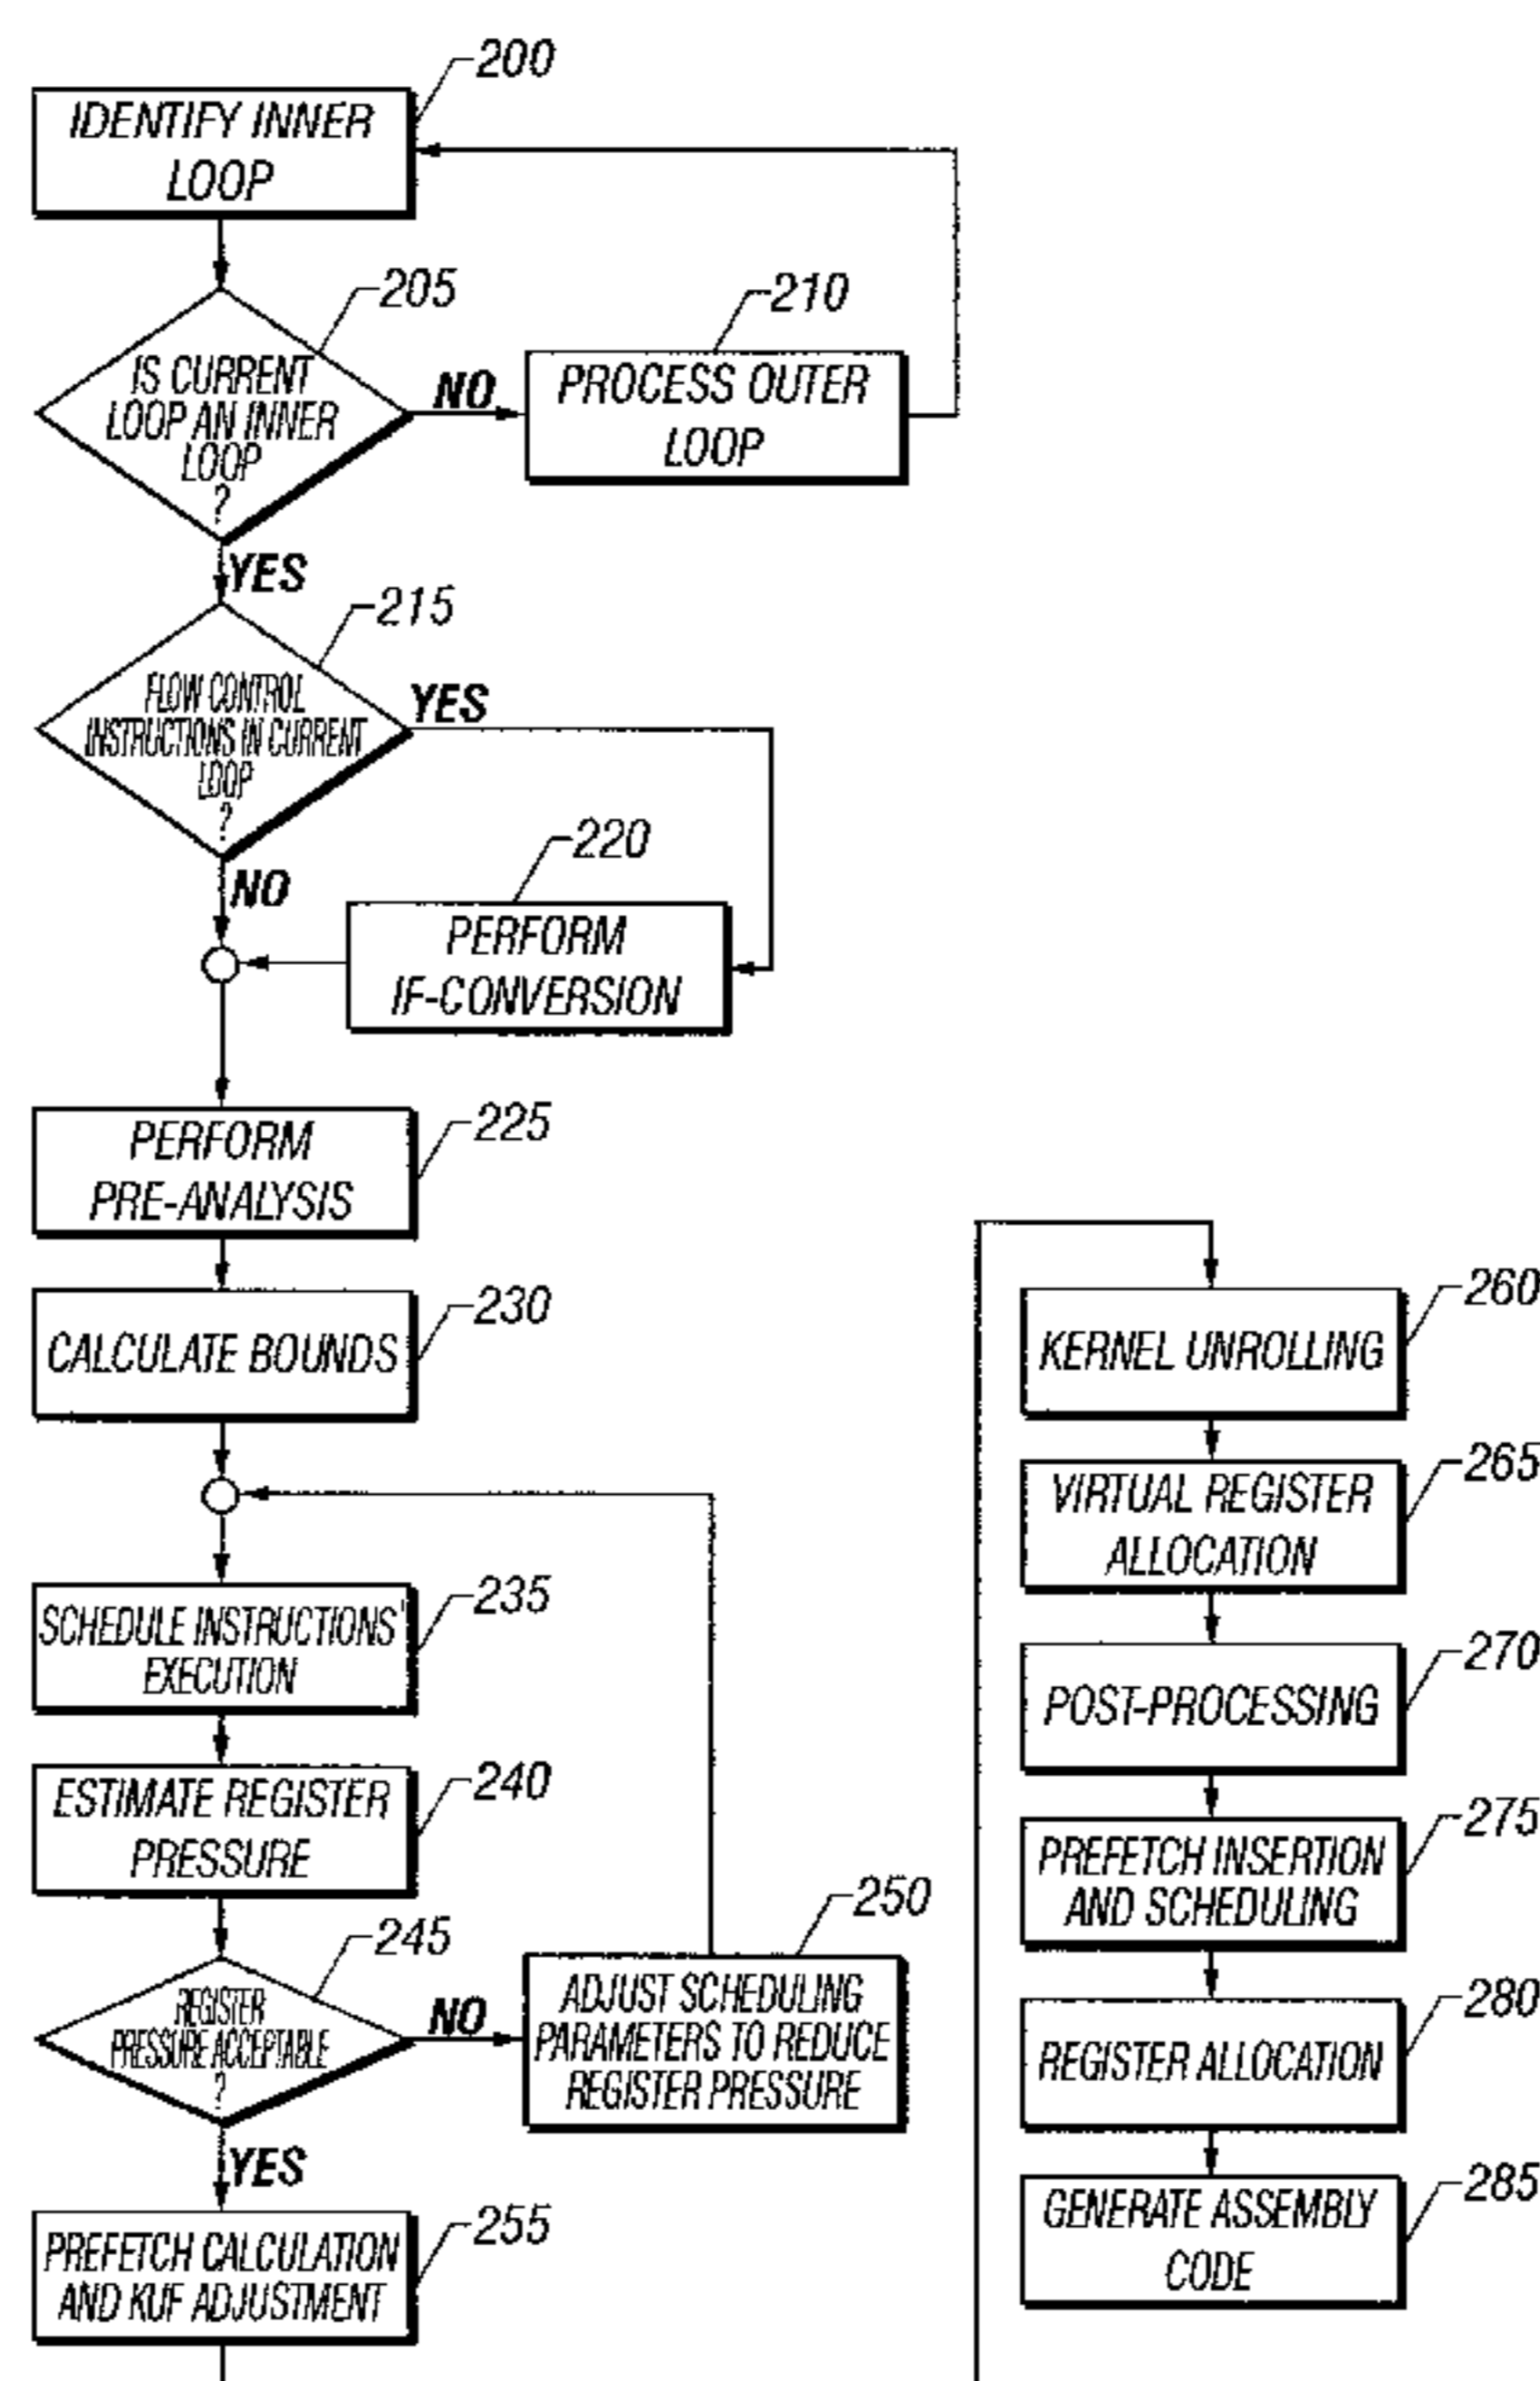 200
IDENTIFY INNER
LOOP
205
IS CURRENT
LOOP AN INNER
LOOP
?
NO
210
PROCESS OUTER
LOOP
YES
215
FLOW CONTROL
INSTRUCTIONS IN CURRENT
LOOP
?
YES
NO
220
PERFORM
IF-CONVERSION
225
PERFORM
PRE-ANALYSIS
230
CALCULATE BOUNDS
235
SCHEDULE INSTRUCTIONS'
EXECUTION
240
ESTIMATE REGISTER
PRESSURE
245
REGISTER
PRESSURE ACCEPTABLE
?
NO
250
ADJUST SCHEDULING
PARAMETERS TO REDUCE
REGISTER PRESSURE
YES
255
PREFETCH CALCULATION
AND KUF ADJUSTMENT
260
KERNEL UNROLLING
265
VIRTUAL REGISTER
ALLOCATION
270
POST-PROCESSING
275
PREFETCH INSERTION
AND SCHEDULING
280
REGISTER ALLOCATION
285
GENERATE ASSEMBLY
CODE